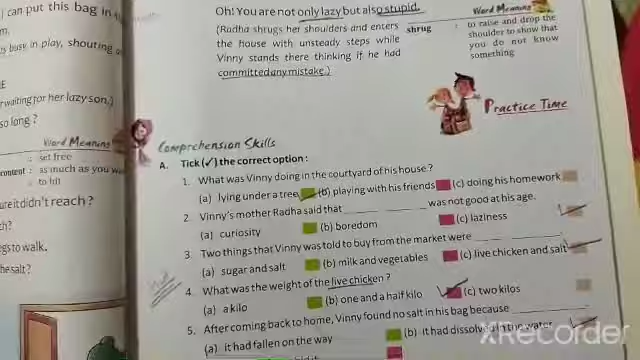 i can put this bag in
m.
is busy in play, shouting
E
r waiting for her lazy son.)
so long ?
Word Meaning
: set free
content : as much as you wa
: to hit
ure it didn't reach ?
ch?
egs to walk.
he salt?
Oh! You are not only lazy but also stupid.
(Radha shrugs her shoulders and enters
the house with unsteady steps while
Vinny stands there thinking if he had
committed any mistake.)
Word Meaning
shrug : to raise and drop the
shoulder to show that
you do not know
something
Practice Time
Comprehension Skills
A. Tick (✓) the correct option :
1. What was Vinny doing in the courtyard of his house ?
(a) lying under a tree (b) playing with his friends (c) doing his homework
2. Vinny's mother Radha said that ____ was not good at his age.
(a) curiosity (b) boredom (c) laziness
3. Two things that Vinny was told to buy from the market were ____
(a) sugar and salt (b) milk and vegetables (c) live chicken and salt
4. What was the weight of the live chicken ?
(a) a kilo (b) one and a half kilo (c) two kilos
5. After coming back to home, Vinny found no salt in his bag because ____
(a) it had fallen on the way (b) it had dissolved in the water
XRecorder